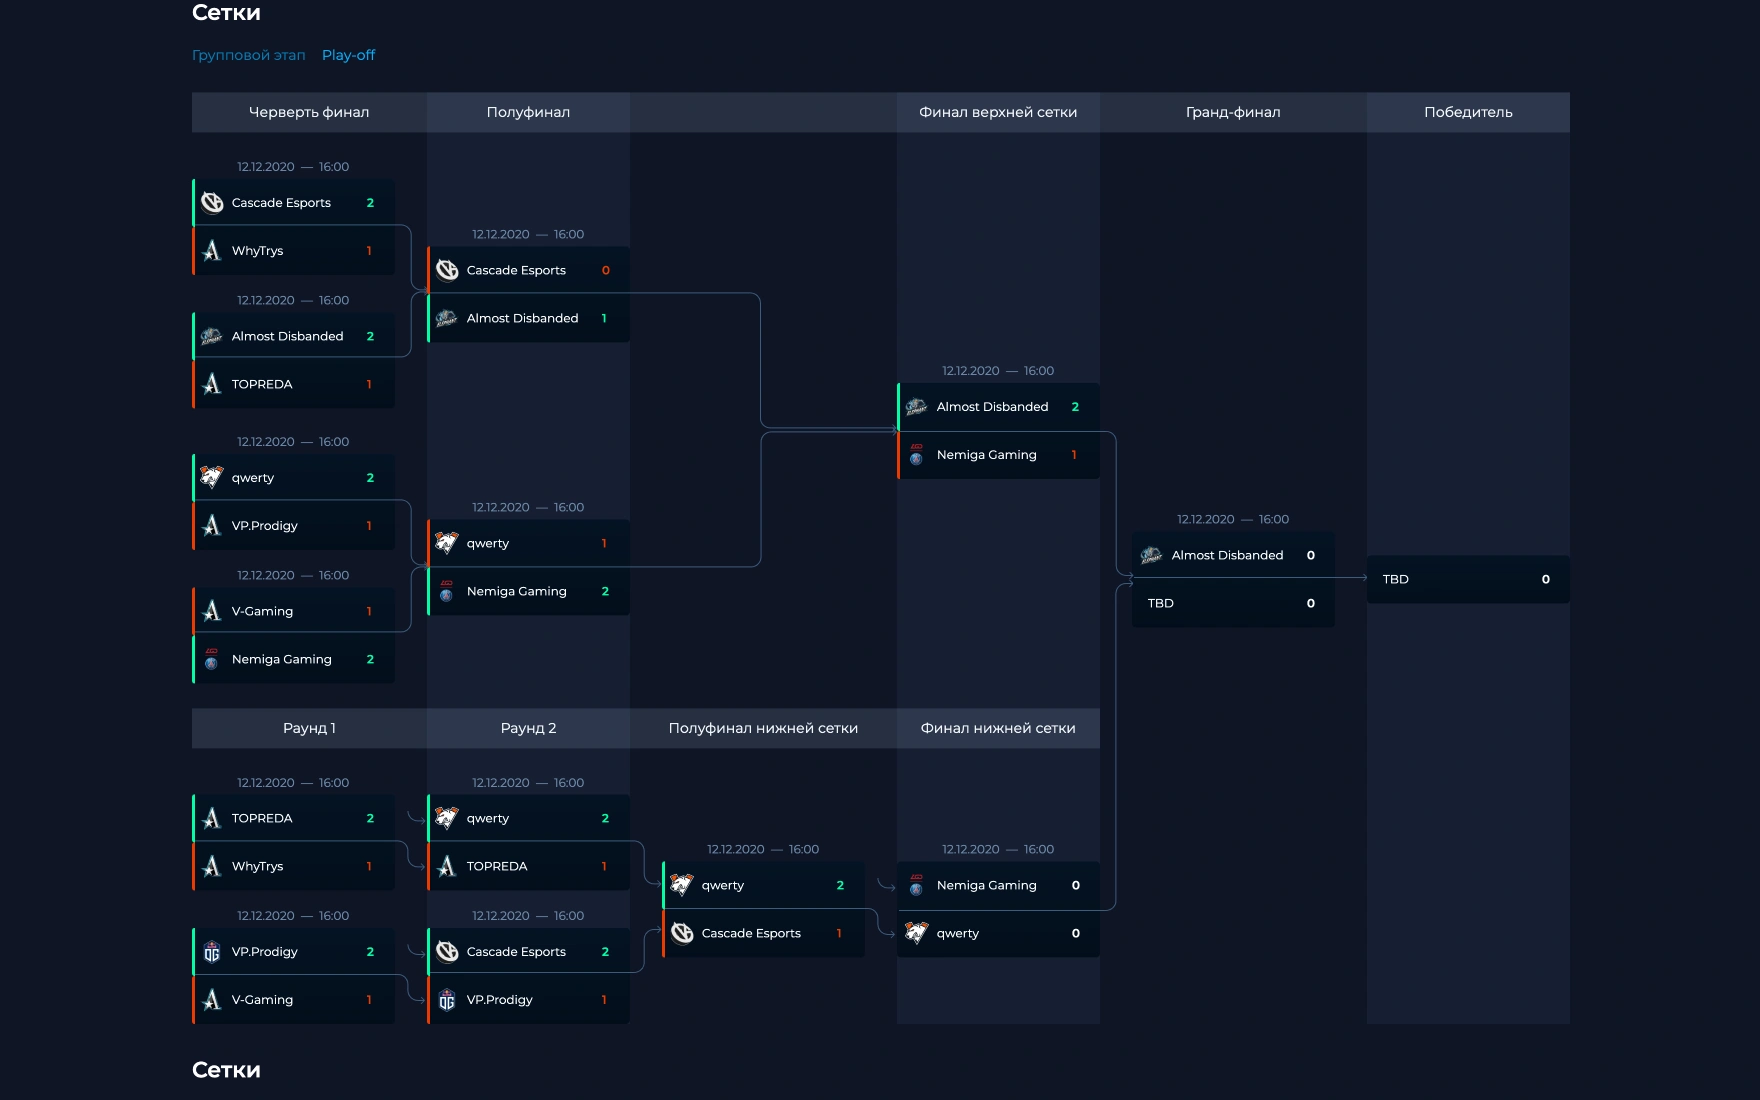 Сетки
Групповой этап Play-off
Черверть финал Полуфинал Финал верхней сетки Гранд-финал Победитель
12.12.2020 — 16:00
Cascade Esports 2
WhyTrys 1
12.12.2020 — 16:00
Almost Disbanded 2
TOPREDA 1
12.12.2020 — 16:00
qwerty 2
VP.Prodigy 1
12.12.2020 — 16:00
V-Gaming 1
Nemiga Gaming 2
12.12.2020 — 16:00
Cascade Esports 0
Almost Disbanded 1
12.12.2020 — 16:00
qwerty 1
Nemiga Gaming 2
12.12.2020 — 16:00
Almost Disbanded 2
Nemiga Gaming 1
12.12.2020 — 16:00
Almost Disbanded 0
TBD 0
TBD 0
Раунд 1 Раунд 2 Полуфинал нижней сетки Финал нижней сетки
12.12.2020 — 16:00
TOPREDA 2
WhyTrys 1
12.12.2020 — 16:00
VP.Prodigy 2
V-Gaming 1
12.12.2020 — 16:00
qwerty 2
TOPREDA 1
12.12.2020 — 16:00
Cascade Esports 2
VP.Prodigy 1
12.12.2020 — 16:00
qwerty 2
Cascade Esports 1
12.12.2020 — 16:00
Nemiga Gaming 0
qwerty 0
Сетки